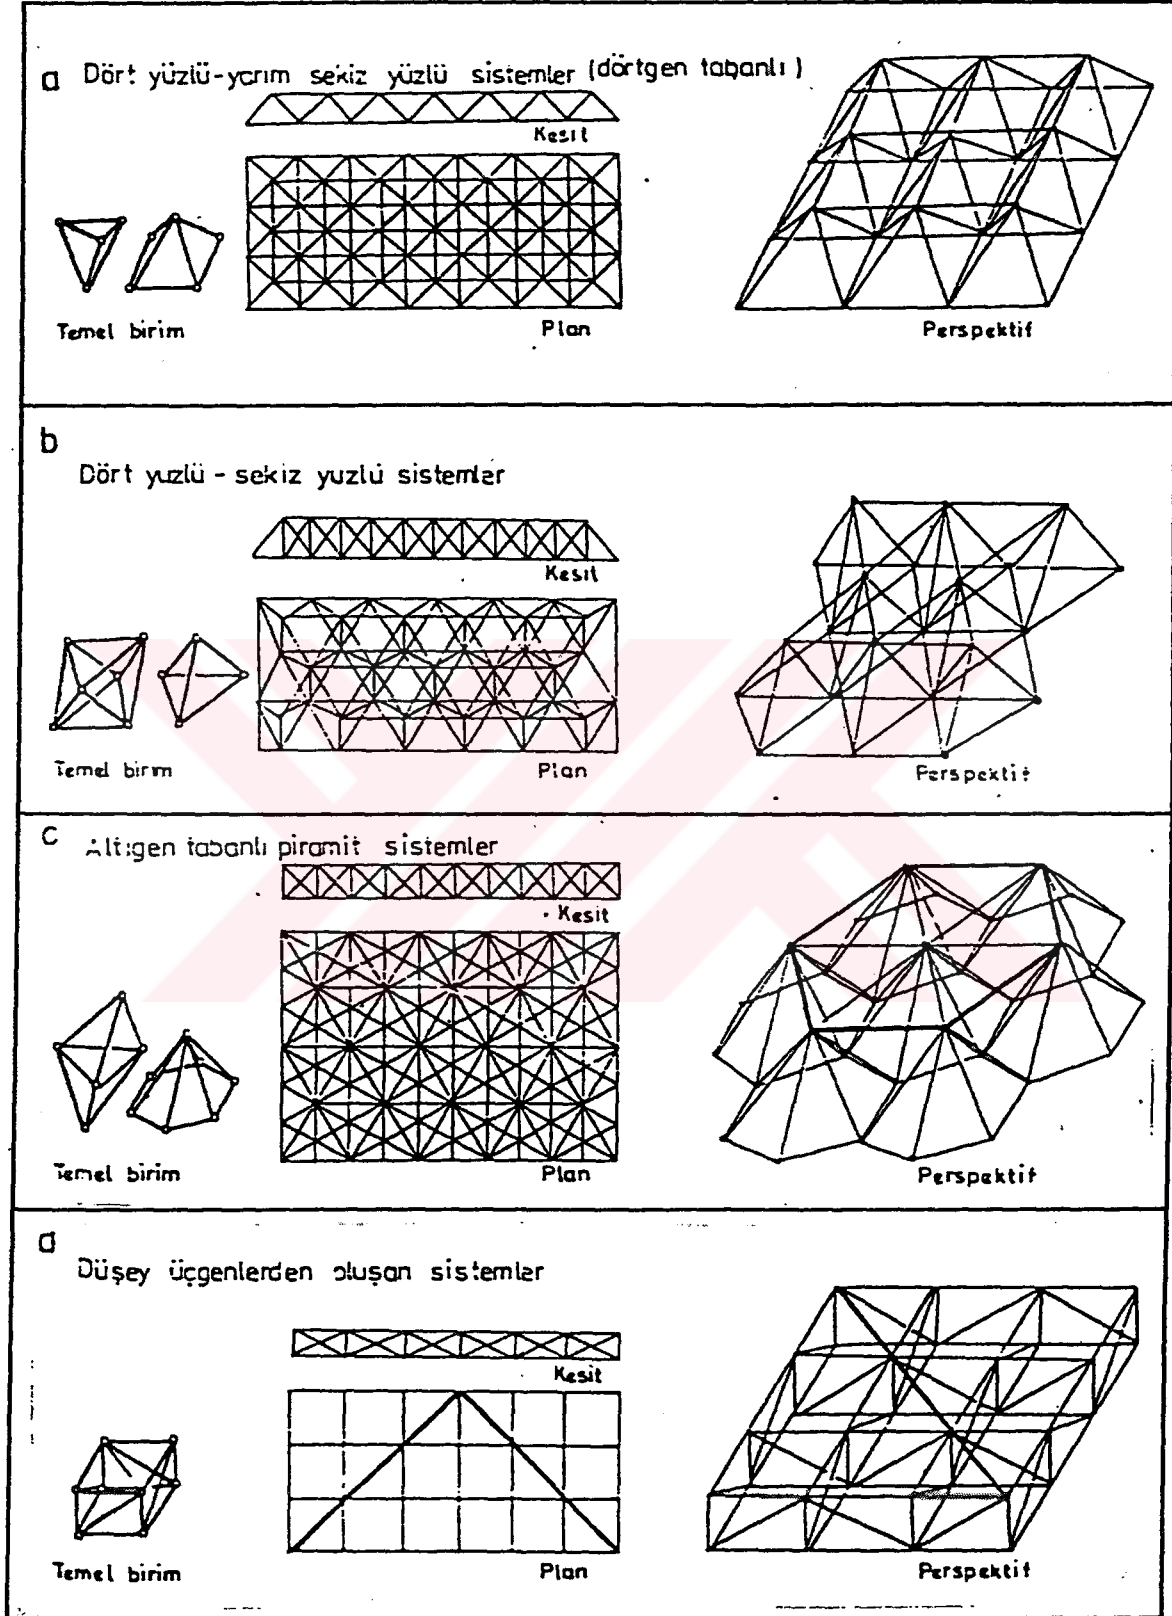 a Dört yüzlü-yarım sekiz yüzlü sistemler (dörtgen tabanlı)
Kesit
Temel birim
Plan
Perspektif
b
Dört yuzlü - sekiz yuzlü sistemler
Kesit
Temel birim
Plan
Perspektif
c Altıgen tabanlı piramit sistemler
Kesit
Temel birim
Plan
Perspektif
d
Düşey üçgenlerden oluşan sistemler
Kesit
Temel birim
Plan
Perspektif